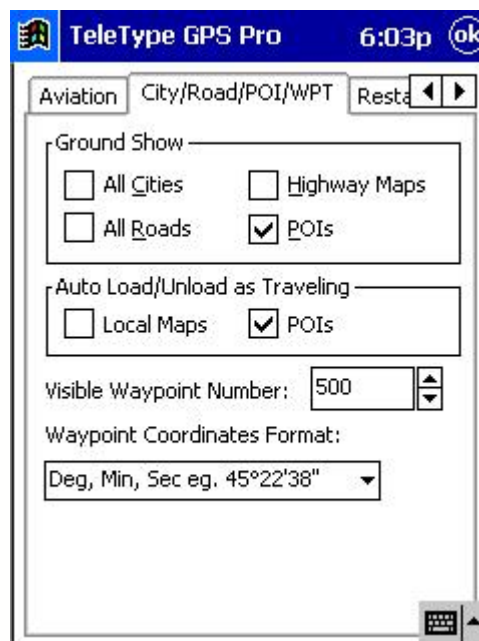 TeleType GPS Pro 6:03p ok
Aviation City/Road/POI/WPT Resta
Ground Show
All Cities Highway Maps
All Roads POIs
Auto Load/Unload as Traveling
Local Maps POIs
Visible Waypoint Number: 500
Waypoint Coordinates Format:
Deg, Min, Sec eg. 45°22'38"